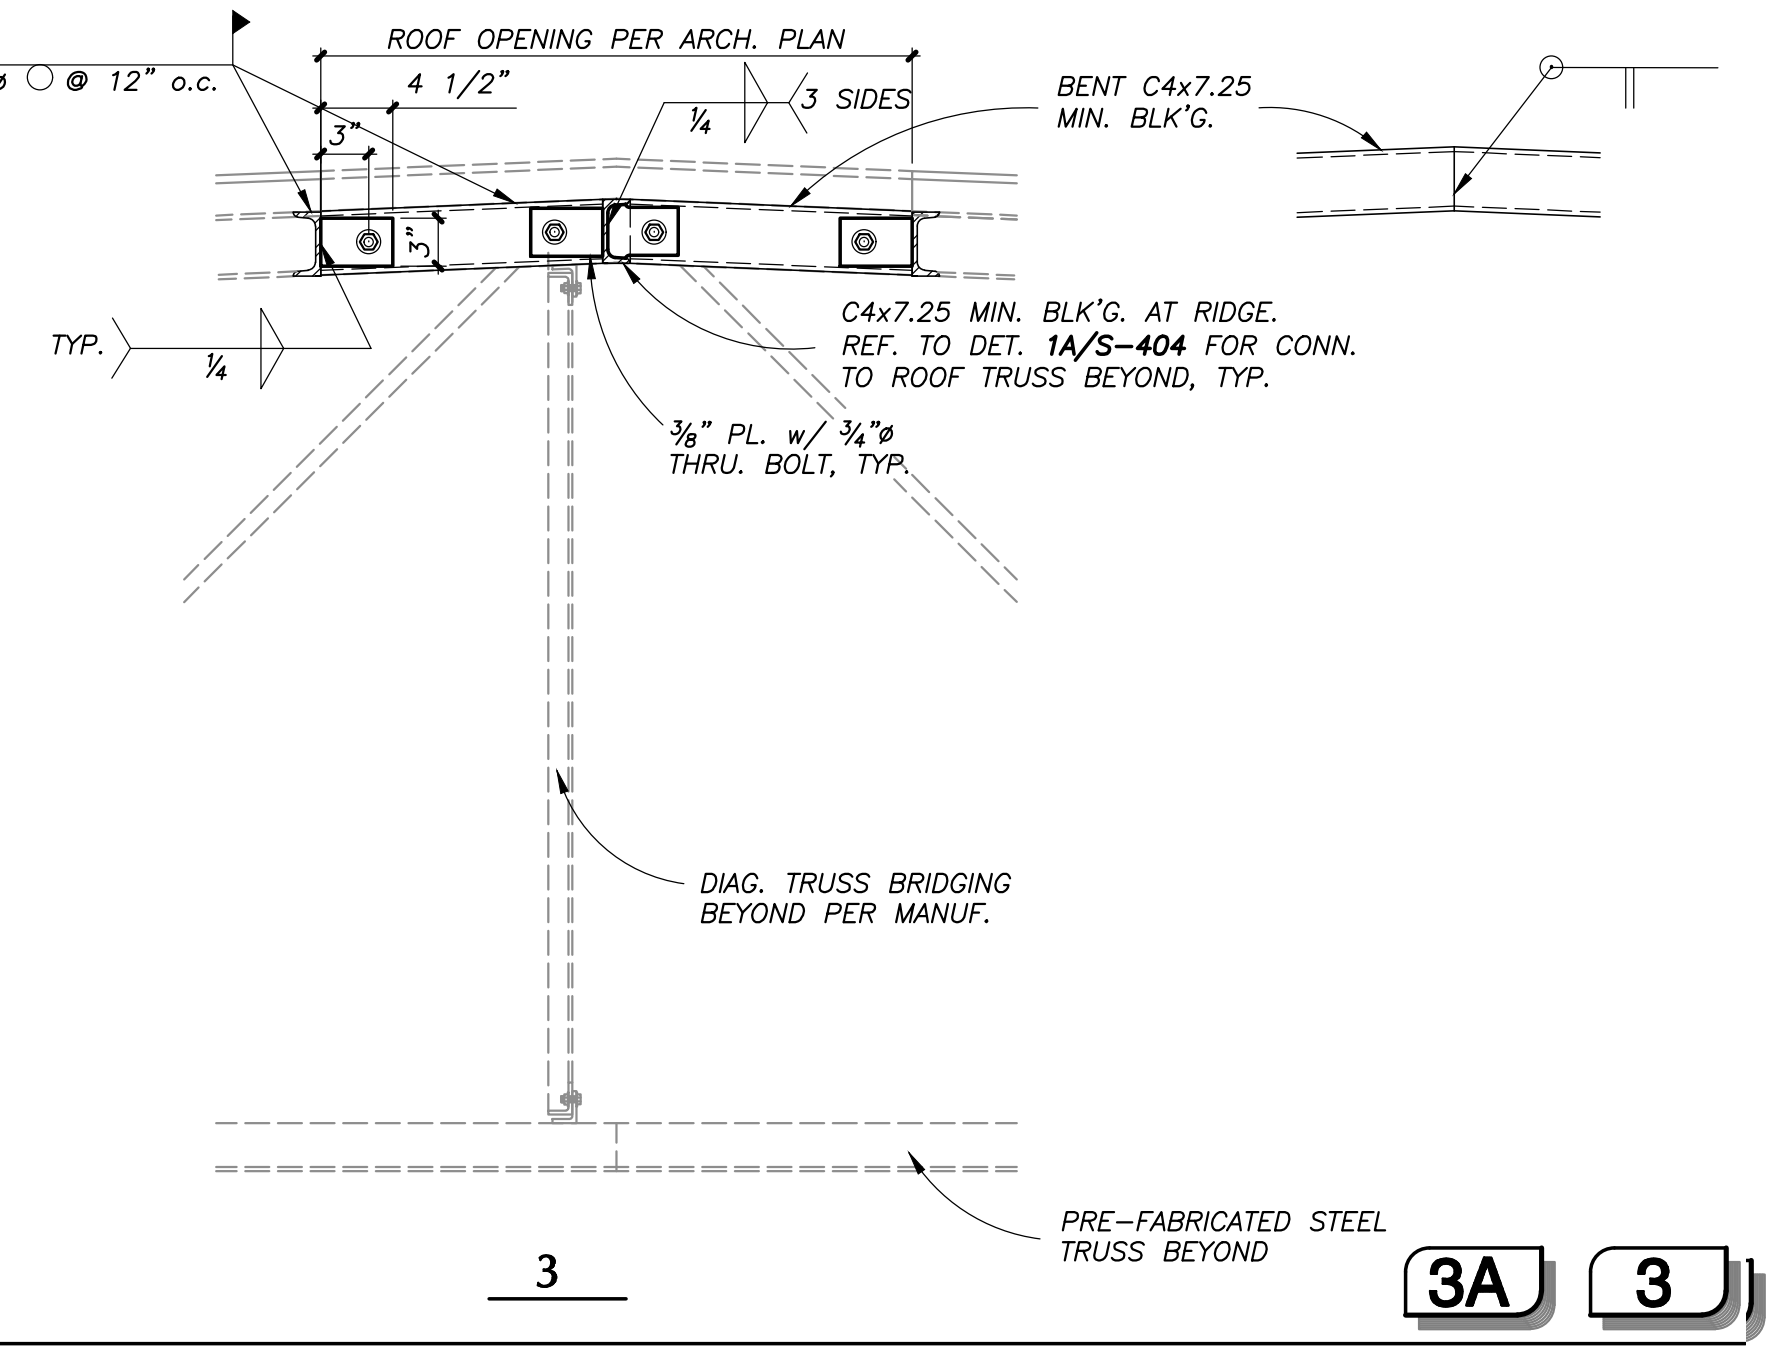 ROOF OPENING PER ARCH. PLAN
@ 12” o.c.
4 1/2”
3”
1/4
3 SIDES
BENT C4x7.25
MIN. BLK’G.
3”
TYP.
1/4
C4x7.25 MIN. BLK’G. AT RIDGE.
REF. TO DET. 1A/S-404 FOR CONN.
TO ROOF TRUSS BEYOND, TYP.
3/8” PL. w/ 3/4”ø
THRU. BOLT, TYP.
DIAG. TRUSS BRIDGING
BEYOND PER MANUF.
PRE-FABRICATED STEEL
TRUSS BEYOND
3
3A
3